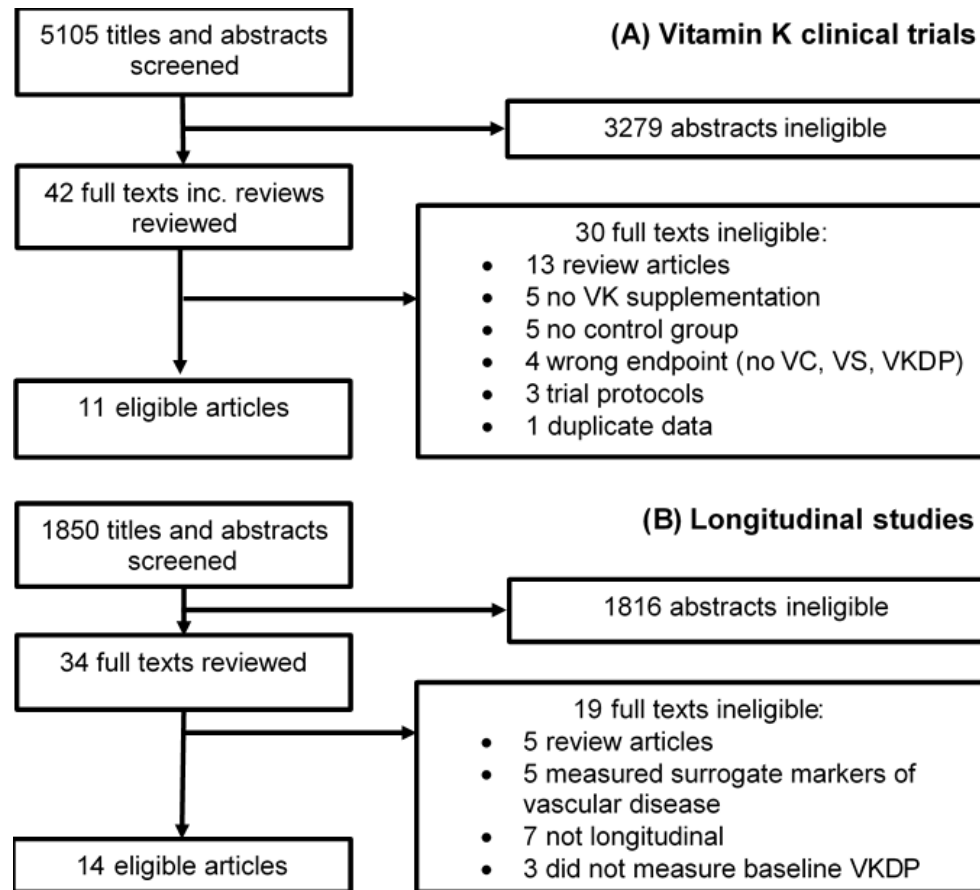 5105 titles and abstracts
screened
(A) Vitamin K clinical trials
3279 abstracts ineligible
42 full texts inc. reviews
reviewed
30 full texts ineligible:
• 13 review articles
• 5 no VK supplementation
• 5 no control group
• 4 wrong endpoint (no VC, VS, VKDP)
• 3 trial protocols
• 1 duplicate data
11 eligible articles
1850 titles and abstracts
screened
(B) Longitudinal studies
1816 abstracts ineligible
34 full texts reviewed
19 full texts ineligible:
• 5 review articles
• 5 measured surrogate markers of
vascular disease
• 7 not longitudinal
• 3 did not measure baseline VKDP
14 eligible articles